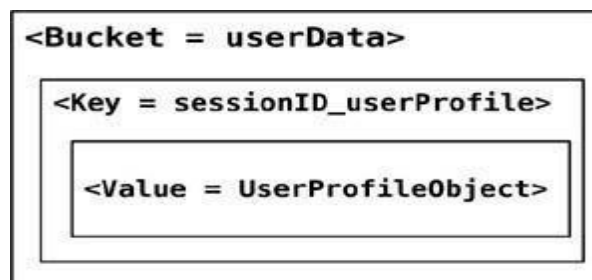 <Bucket = userData>
<Key = sessionID_userProfile>
<Value = UserProfileObject>